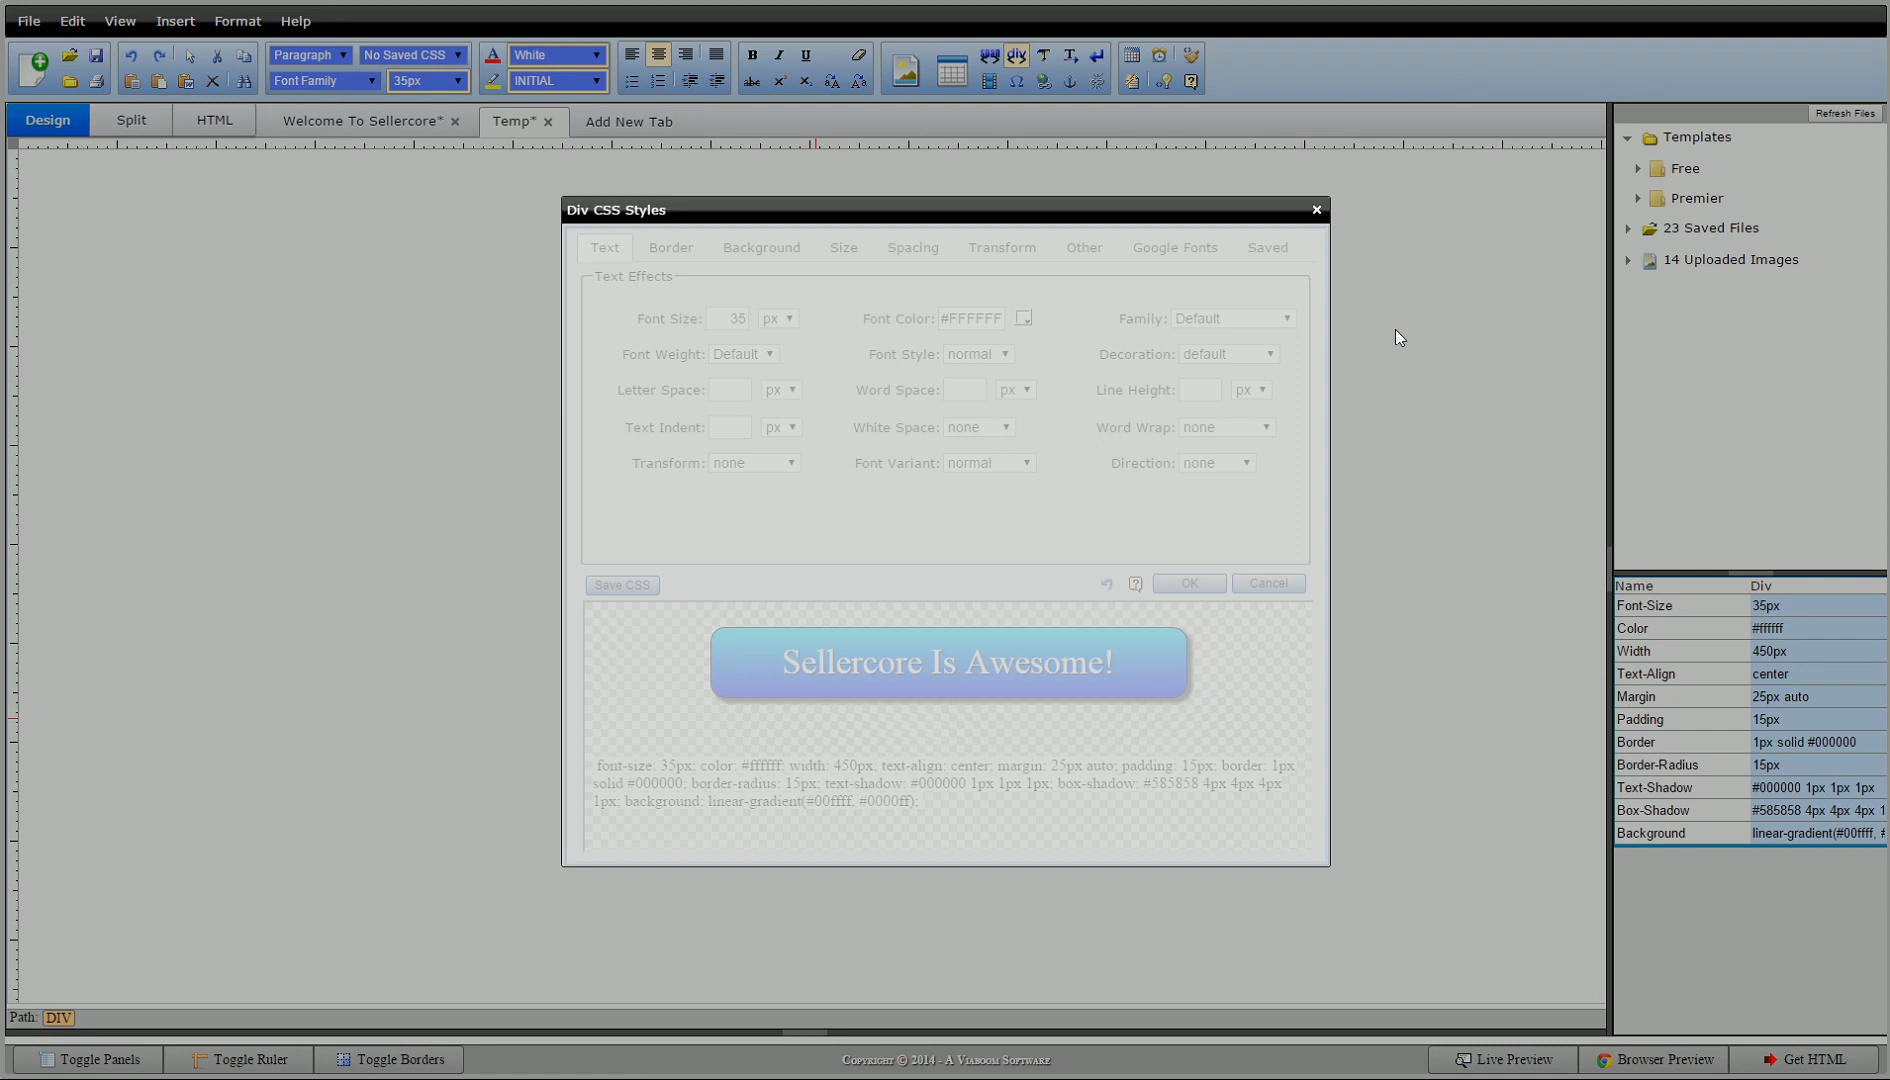 File Edit View Insert Format Help
Paragraph No Saved CSS White
Font Family 35px INITIAL
Design Split HTML Welcome To Sellercore* Temp* Add New Tab
Refresh Files
Templates
Free
Premier
23 Saved Files
14 Uploaded Images
Div CSS Styles
Text Border Background Size Spacing Transform Other Google Fonts Saved
Text Effects
Font Size: 35 px Font Color: #FFFFFF Family: Default
Font Weight: Default Font Style: normal Decoration: default
Letter Space: px Word Space: px Line Height: px
Text Indent: px White Space: none Word Wrap: none
Transform: none Font Variant: normal Direction: none
Save CSS OK Cancel
Sellercore Is Awesome!
font-size: 35px; color: #ffffff; width: 450px; text-align: center; margin: 25px auto; padding: 15px; border: 1px
solid #000000; border-radius: 15px; text-shadow: #000000 1px 1px 1px; box-shadow: #585858 4px 4px 4px
1px; background: linear-gradient(#00ffff, #0000ff);
Name Div
Font-Size 35px
Color #ffffff
Width 450px
Text-Align center
Margin 25px auto
Padding 15px
Border 1px solid #000000
Border-Radius 15px
Text-Shadow #000000 1px 1px 1px
Box-Shadow #585858 4px 4px 4px 1
Background linear-gradient(#00ffff, #
Path: DIV
Toggle Panels Toggle Ruler Toggle Borders Copyright © 2014 - A Viaboom Software Live Preview Browser Preview Get HTML